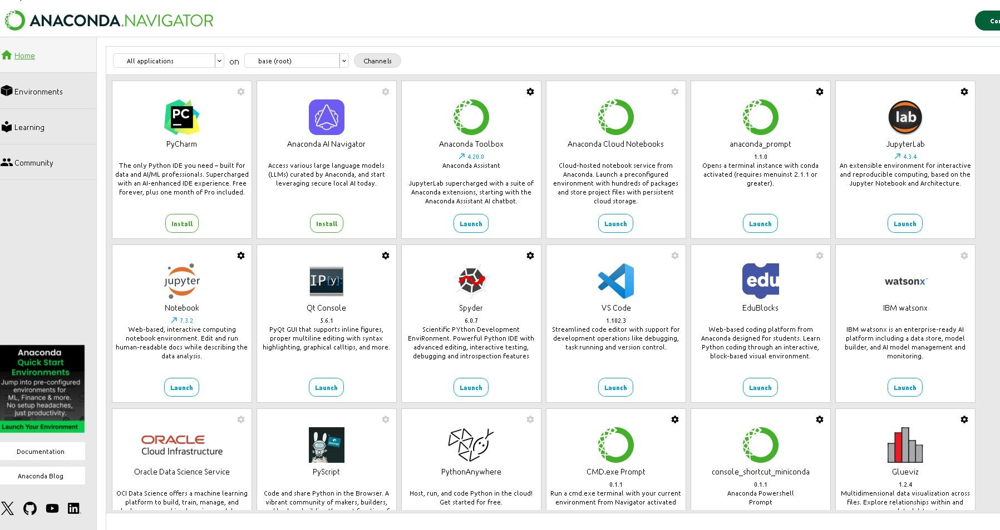 ANACONDA.NAVIGATOR
Home
Environments
Learning
Community
Anaconda
Quick Start
Environments
Jump into pre-configured
environments for
ML, Finance & more.
No setup headaches,
just productivity.
Launch Your Environment
Documentation
Anaconda Blog
All applications
on
base (root)
Channels
PC
PyCharm
The only Python IDE you need – built for
data and AI/ML professionals. Supercharged
with an AI-enhanced IDE experience. Free
forever, plus one month of Pro included.
Install
Anaconda AI Navigator
Access various large language models
(LLMs) curated by Anaconda, and start
leveraging secure local AI today.
Install
Anaconda Toolbox
4.20.0
Anaconda Assistant
JupyterLab supercharged with a suite of
Anaconda extensions, starting with the
Anaconda Assistant AI chatbot.
Launch
Anaconda Cloud Notebooks
Cloud-hosted notebook service from
Anaconda. Launch a preconfigured
environment with hundreds of packages
and store project files with persistent
cloud storage.
Launch
anaconda_prompt
1.1.0
Opens a terminal instance with conda
activated (requires menuinst 2.1.1 or
greater).
Launch
lab
JupyterLab
4.3.4
An extensible environment for interactive
and reproducible computing, based on the
Jupyter Notebook and Architecture.
Launch
jupyter
Notebook
7.3.2
Web-based, interactive computing
notebook environment. Edit and run
human-readable docs while describing the
data analysis.
Launch
IP[y]:
Qt Console
5.6.1
PyQt GUI that supports inline figures,
proper multiline editing with syntax
highlighting, graphical calltips, and more.
Launch
Spyder
6.0.7
Scientific PYthon Development
EnviRonment. Powerful Python IDE with
advanced editing, interactive testing,
debugging and introspection features
Launch
VS Code
1.102.3
Streamlined code editor with support for
development operations like debugging,
task running and version control.
Launch
edu
EduBlocks
Web-based coding platform from
Anaconda designed for students. Learn
Python coding through an interactive,
block-based visual environment.
Launch
watsonx
IBM watsonx
IBM watsonx is an enterprise-ready AI
platform including a data store, model
builder, and AI model management and
monitoring.
Launch
ORACLE
Cloud Infrastructure
Oracle Data Science Service
OCI Data Science offers a machine learning
platform to build, train, manage, and
PyScript
Code and share Python in the Browser. A
vibrant community of makers, builders,
PythonAnywhere
Host, run, and code Python in the cloud!
Get started for free.
CMD.exe Prompt
0.1.1
Run a cmd.exe terminal with your current
environment from Navigator activated
console_shortcut_miniconda
0.1.1
Anaconda Powershell
Prompt
Glueviz
1.2.4
Multidimensional data visualization across
files. Explore relationships within and